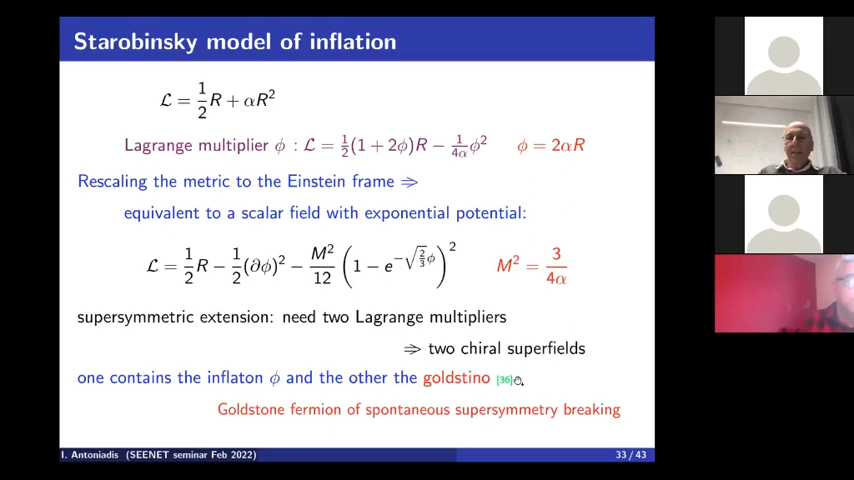 Starobinsky model of inflation
ℒ = 1/2 R + αR²
Lagrange multiplier ϕ : ℒ = 1/2 (1 + 2ϕ)R − 1/4α ϕ² ϕ = 2αR
Rescaling the metric to the Einstein frame ⇒
equivalent to a scalar field with exponential potential:
ℒ = 1/2 R − 1/2 (∂ϕ)² − M²/12 (1 − e^{−√(2/3) ϕ})² M² = 3/4α
supersymmetric extension: need two Lagrange multipliers
⇒ two chiral superfields
one contains the inflaton ϕ and the other the goldstino [36]
Goldstone fermion of spontaneous supersymmetry breaking
I. Antoniadis (SEENET seminar Feb 2022) 33 / 43